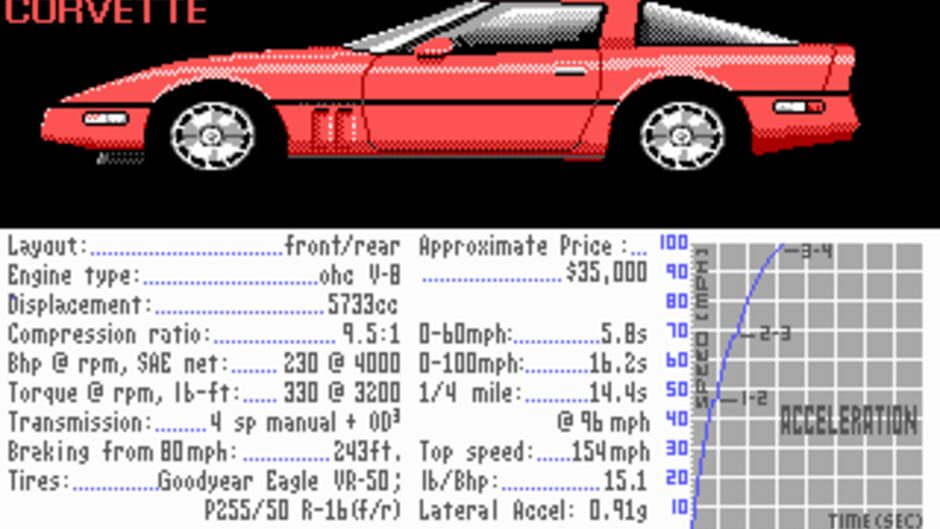 CORVETTE
Layout:..........................front/rear
Engine type:........................ohc V-8
Displacement:.......................5733cc
Compression ratio:.................9.5:1
Bhp @ rpm, SAE net:...... 230 @ 4000
Torque @ rpm, lb-ft:..... 330 @ 3200
Transmission:.......4 sp manual + OD³
Braking from 80mph:.............243ft.
Tires:............Goodyear Eagle VR-50;
P255/50 R-16(f/r)
Approximate Price :...
........................$35,000
0-60mph:............5.8s
0-100mph:..........16.2s
1/4 mile:...........14.4s
@ 96 mph
Top speed:.....154mph
lb/Bhp:...............15.1
Lateral Accel: 0.91g
100
90
80
70
60
50
40
30
20
10
SPEED (MPH)
3-4
2-3
1-2
ACCELERATION
TIME(SEC)